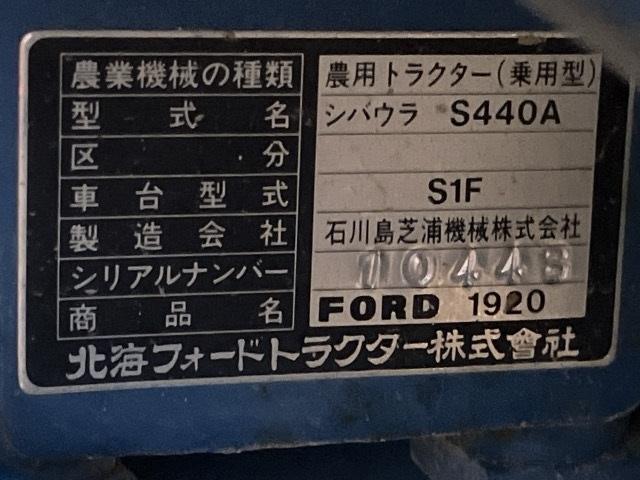 農業機械の種類 農用トラクター(乗用型)
型式名 シバウラ S440A
区分
車台型式 S1F
製造会社 石川島芝浦機械株式会社
シリアルナンバー 10448
商品名 FORD 1920
北海フォードトラクター株式會社